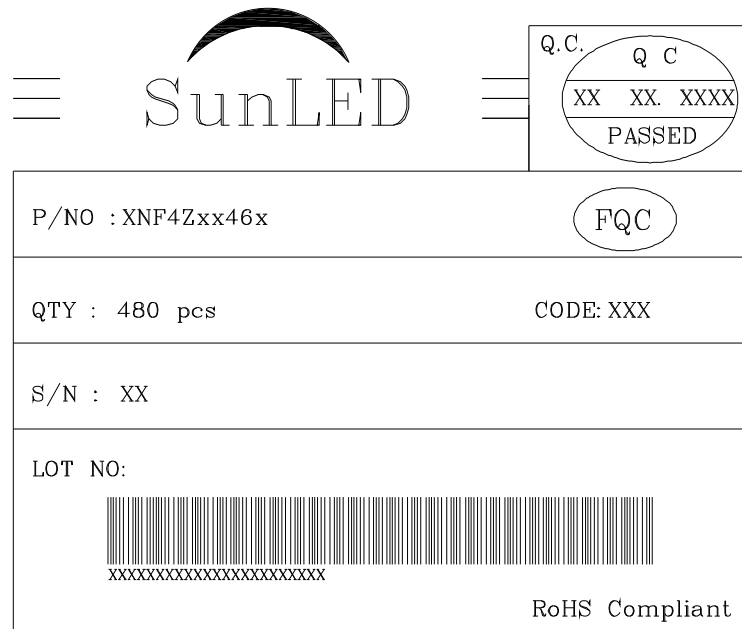 SunLED
Q.C.
Q C
XX XX. XXXX
PASSED
P/NO : XNF4Zxx46x
FQC
QTY : 480 pcs
CODE: XXX
S/N : XX
LOT NO:
XXXXXXXXXXXXXXXXXXXXXXX
RoHS Compliant